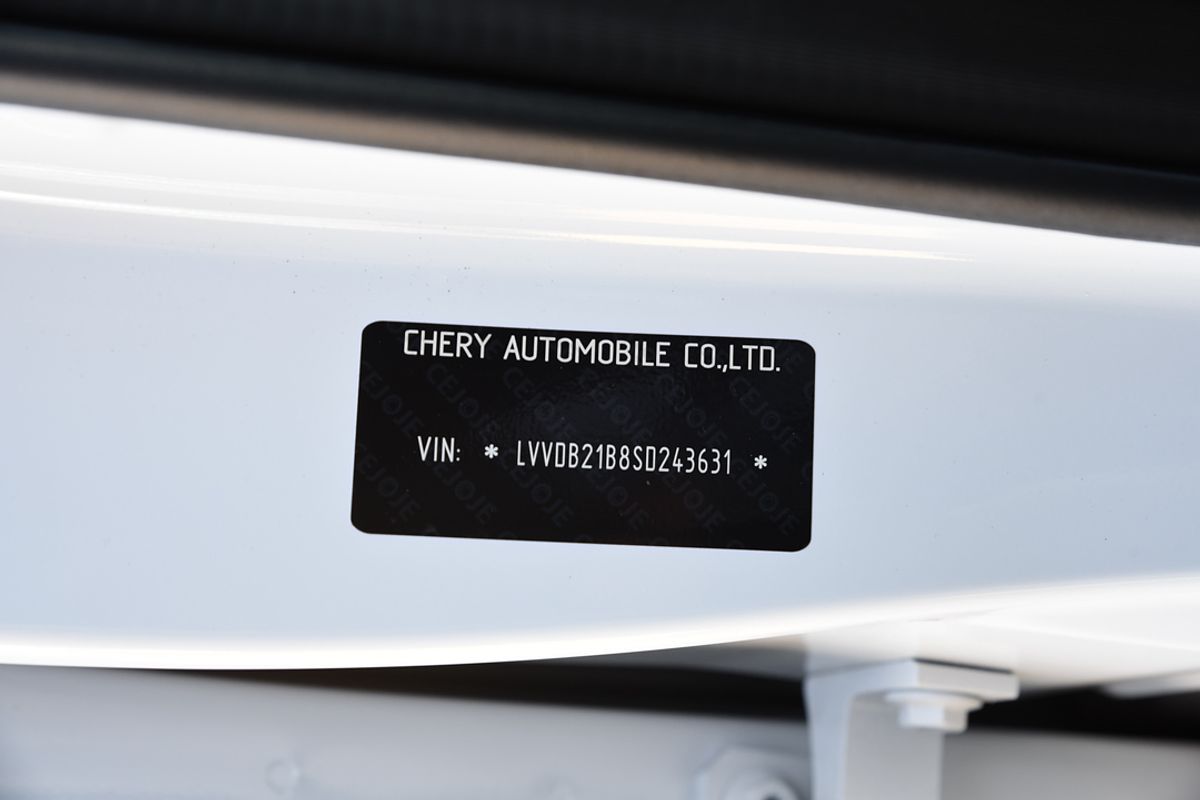 CHERY AUTOMOBILE CO.,LTD.
VIN: * LVVDB21B8SD243631 *